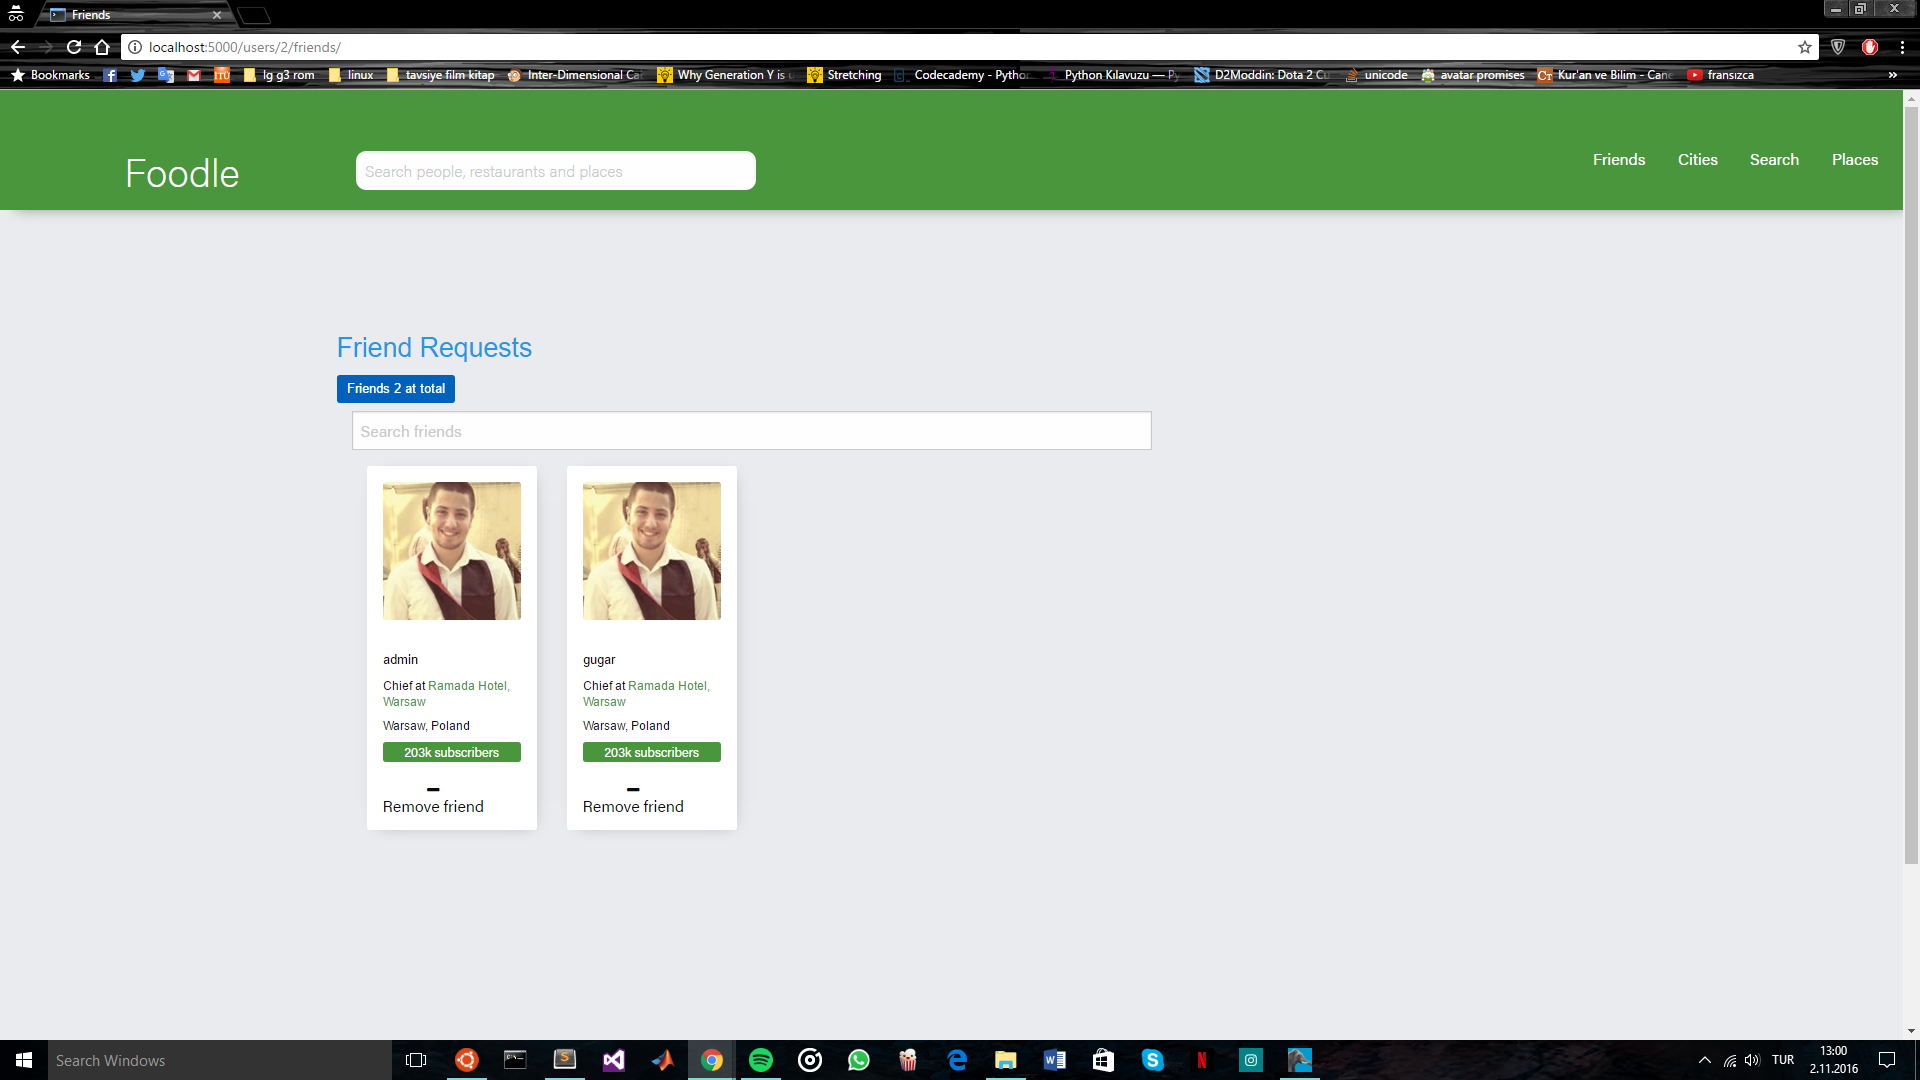 Friends
localhost:5000/users/2/friends/
Bookmarks
lg g3 rom
linux
tavsiye film kitap
Inter-Dimensional
Why Generation Y is
Stretching
Codecademy -
Python Kılavuzu —
D2Moddin: Dota 2
unicode
avatar promises
Kur'an ve Bilim -
fransızca
»
Foodle
Search people, restaurants and places
Friends
Cities
Search
Places
Friend Requests
Friends 2 at total
Search friends
admin
Chief at Ramada Hotel,
Warsaw
Warsaw, Poland
203k subscribers
Remove friend
gugar
Chief at Ramada Hotel,
Warsaw
Warsaw, Poland
203k subscribers
Remove friend
Search Windows
TUR
13:00
2.11.2016